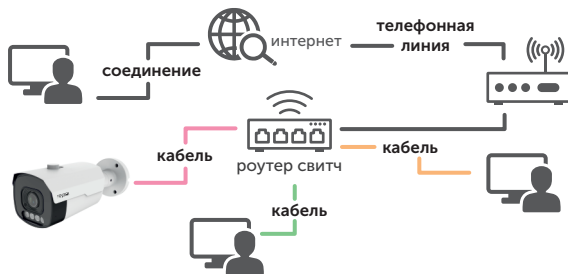 телефонная
линия
интернет
соединение
кабель
роутер свитч
кабель
кабель